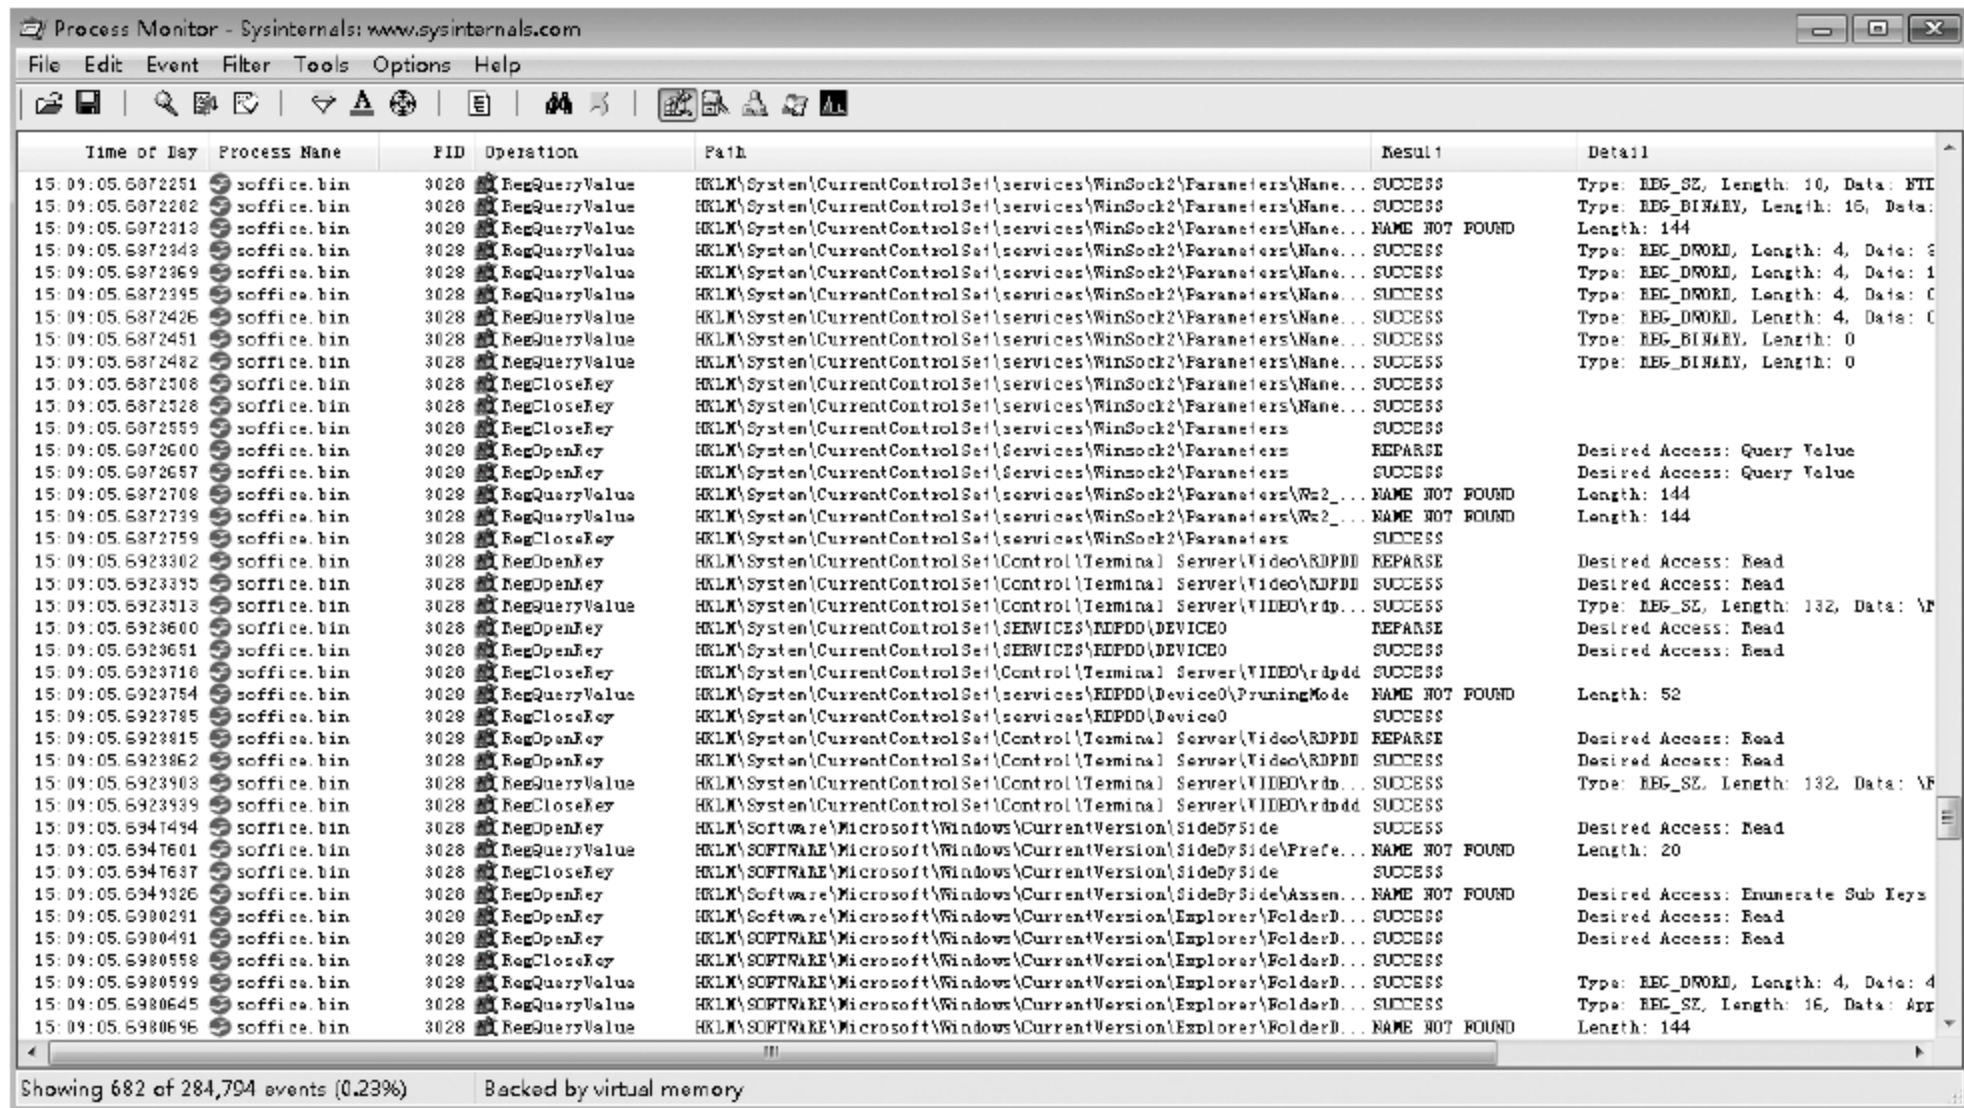 Process Monitor - Sysinternals: www.sysinternals.com
File Edit Event Filter Tools Options Help
Time of Day Process Name PID Operation Path Result Detail
15:09:05.6872251 soffice.bin 3028 RegQueryValue HKLM\System\CurrentControlSet\services\WinSock2\Parameters\Name... SUCCESS Type: REG_SZ, Length: 10, Data: NTD
15:09:05.6872282 soffice.bin 3028 RegQueryValue HKLM\System\CurrentControlSet\services\WinSock2\Parameters\Name... SUCCESS Type: REG_BINARY, Length: 16, Data:
15:09:05.6872313 soffice.bin 3028 RegQueryValue HKLM\System\CurrentControlSet\services\WinSock2\Parameters\Name... NAME NOT FOUND Length: 144
15:09:05.6872343 soffice.bin 3028 RegQueryValue HKLM\System\CurrentControlSet\services\WinSock2\Parameters\Name... SUCCESS Type: REG_DWORD, Length: 4, Data:
15:09:05.6872369 soffice.bin 3028 RegQueryValue HKLM\System\CurrentControlSet\services\WinSock2\Parameters\Name... SUCCESS Type: REG_DWORD, Length: 4, Data: 1
15:09:05.6872395 soffice.bin 3028 RegQueryValue HKLM\System\CurrentControlSet\services\WinSock2\Parameters\Name... SUCCESS Type: REG_DWORD, Length: 4, Data: 0
15:09:05.6872426 soffice.bin 3028 RegQueryValue HKLM\System\CurrentControlSet\services\WinSock2\Parameters\Name... SUCCESS Type: REG_DWORD, Length: 4, Data: 0
15:09:05.6872451 soffice.bin 3028 RegQueryValue HKLM\System\CurrentControlSet\services\WinSock2\Parameters\Name... SUCCESS Type: REG_BINARY, Length: 0
15:09:05.6872482 soffice.bin 3028 RegQueryValue HKLM\System\CurrentControlSet\services\WinSock2\Parameters\Name... SUCCESS Type: REG_BINARY, Length: 0
15:09:05.6872508 soffice.bin 3028 RegCloseKey HKLM\System\CurrentControlSet\services\WinSock2\Parameters\Name... SUCCESS
15:09:05.6872528 soffice.bin 3028 RegCloseKey HKLM\System\CurrentControlSet\services\WinSock2\Parameters\Name... SUCCESS
15:09:05.6872559 soffice.bin 3028 RegCloseKey HKLM\System\CurrentControlSet\services\WinSock2\Parameters SUCCESS
15:09:05.6872600 soffice.bin 3028 RegOpenKey HKLM\System\CurrentControlSet\services\WinSock2\Parameters REPARSE Desired Access: Query Value
15:09:05.6872657 soffice.bin 3028 RegOpenKey HKLM\System\CurrentControlSet\services\WinSock2\Parameters SUCCESS Desired Access: Query Value
15:09:05.6872708 soffice.bin 3028 RegQueryValue HKLM\System\CurrentControlSet\services\WinSock2\Parameters\Ws2_... NAME NOT FOUND Length: 144
15:09:05.6872739 soffice.bin 3028 RegQueryValue HKLM\System\CurrentControlSet\services\WinSock2\Parameters\Ws2_... NAME NOT FOUND Length: 144
15:09:05.6872759 soffice.bin 3028 RegCloseKey HKLM\System\CurrentControlSet\services\WinSock2\Parameters SUCCESS
15:09:05.6923302 soffice.bin 3028 RegOpenKey HKLM\System\CurrentControlSet\Control\Terminal Server\Video\RDPDD REPARSE Desired Access: Read
15:09:05.6923395 soffice.bin 3028 RegOpenKey HKLM\System\CurrentControlSet\Control\Terminal Server\Video\RDPDD SUCCESS Desired Access: Read
15:09:05.6923513 soffice.bin 3028 RegQueryValue HKLM\System\CurrentControlSet\Control\Terminal Server\VIDEO\rdp... SUCCESS Type: REG_SZ, Length: 132, Data: \R
15:09:05.6923600 soffice.bin 3028 RegOpenKey HKLM\System\CurrentControlSet\SERVICES\RDPDD\DEVICE0 REPARSE Desired Access: Read
15:09:05.6923651 soffice.bin 3028 RegOpenKey HKLM\System\CurrentControlSet\SERVICES\RDPDD\DEVICE0 SUCCESS Desired Access: Read
15:09:05.6923718 soffice.bin 3028 RegCloseKey HKLM\System\CurrentControlSet\Control\Terminal Server\VIDEO\rdpdd SUCCESS
15:09:05.6923754 soffice.bin 3028 RegQueryValue HKLM\System\CurrentControlSet\services\RDPDD\Device0\PruningMode NAME NOT FOUND Length: 52
15:09:05.6923785 soffice.bin 3028 RegCloseKey HKLM\System\CurrentControlSet\services\RDPDD\Device0 SUCCESS
15:09:05.6923815 soffice.bin 3028 RegOpenKey HKLM\System\CurrentControlSet\Control\Terminal Server\Video\RDPDD REPARSE Desired Access: Read
15:09:05.6923862 soffice.bin 3028 RegOpenKey HKLM\System\CurrentControlSet\Control\Terminal Server\Video\RDPDD SUCCESS Desired Access: Read
15:09:05.6923903 soffice.bin 3028 RegQueryValue HKLM\System\CurrentControlSet\Control\Terminal Server\VIDEO\rdp... SUCCESS Type: REG_SZ, Length: 132, Data: \R
15:09:05.6923939 soffice.bin 3028 RegCloseKey HKLM\System\CurrentControlSet\Control\Terminal Server\VIDEO\rdpdd SUCCESS
15:09:05.6947494 soffice.bin 3028 RegOpenKey HKLM\Software\Microsoft\Windows\CurrentVersion\SideBySide SUCCESS Desired Access: Read
15:09:05.6947601 soffice.bin 3028 RegQueryValue HKLM\SOFTWARE\Microsoft\Windows\CurrentVersion\SideBySide\Prefe... NAME NOT FOUND Length: 20
15:09:05.6947637 soffice.bin 3028 RegCloseKey HKLM\SOFTWARE\Microsoft\Windows\CurrentVersion\SideBySide SUCCESS
15:09:05.6949326 soffice.bin 3028 RegOpenKey HKLM\Software\Microsoft\Windows\CurrentVersion\SideBySide\Assem... NAME NOT FOUND Desired Access: Enumerate Sub Keys
15:09:05.6980291 soffice.bin 3028 RegOpenKey HKLM\Software\Microsoft\Windows\CurrentVersion\Explorer\FolderD... SUCCESS Desired Access: Read
15:09:05.6980491 soffice.bin 3028 RegOpenKey HKLM\SOFTWARE\Microsoft\Windows\CurrentVersion\Explorer\FolderD... SUCCESS Desired Access: Read
15:09:05.6980558 soffice.bin 3028 RegCloseKey HKLM\SOFTWARE\Microsoft\Windows\CurrentVersion\Explorer\FolderD... SUCCESS
15:09:05.6980599 soffice.bin 3028 RegQueryValue HKLM\SOFTWARE\Microsoft\Windows\CurrentVersion\Explorer\FolderD... SUCCESS Type: REG_DWORD, Length: 4, Data: 4
15:09:05.6980645 soffice.bin 3028 RegQueryValue HKLM\SOFTWARE\Microsoft\Windows\CurrentVersion\Explorer\FolderD... SUCCESS Type: REG_SZ, Length: 16, Data: App
15:09:05.6980696 soffice.bin 3028 RegQueryValue HKLM\SOFTWARE\Microsoft\Windows\CurrentVersion\Explorer\FolderD... NAME NOT FOUND Length: 144
Showing 682 of 284,794 events (0.23%) Backed by virtual memory